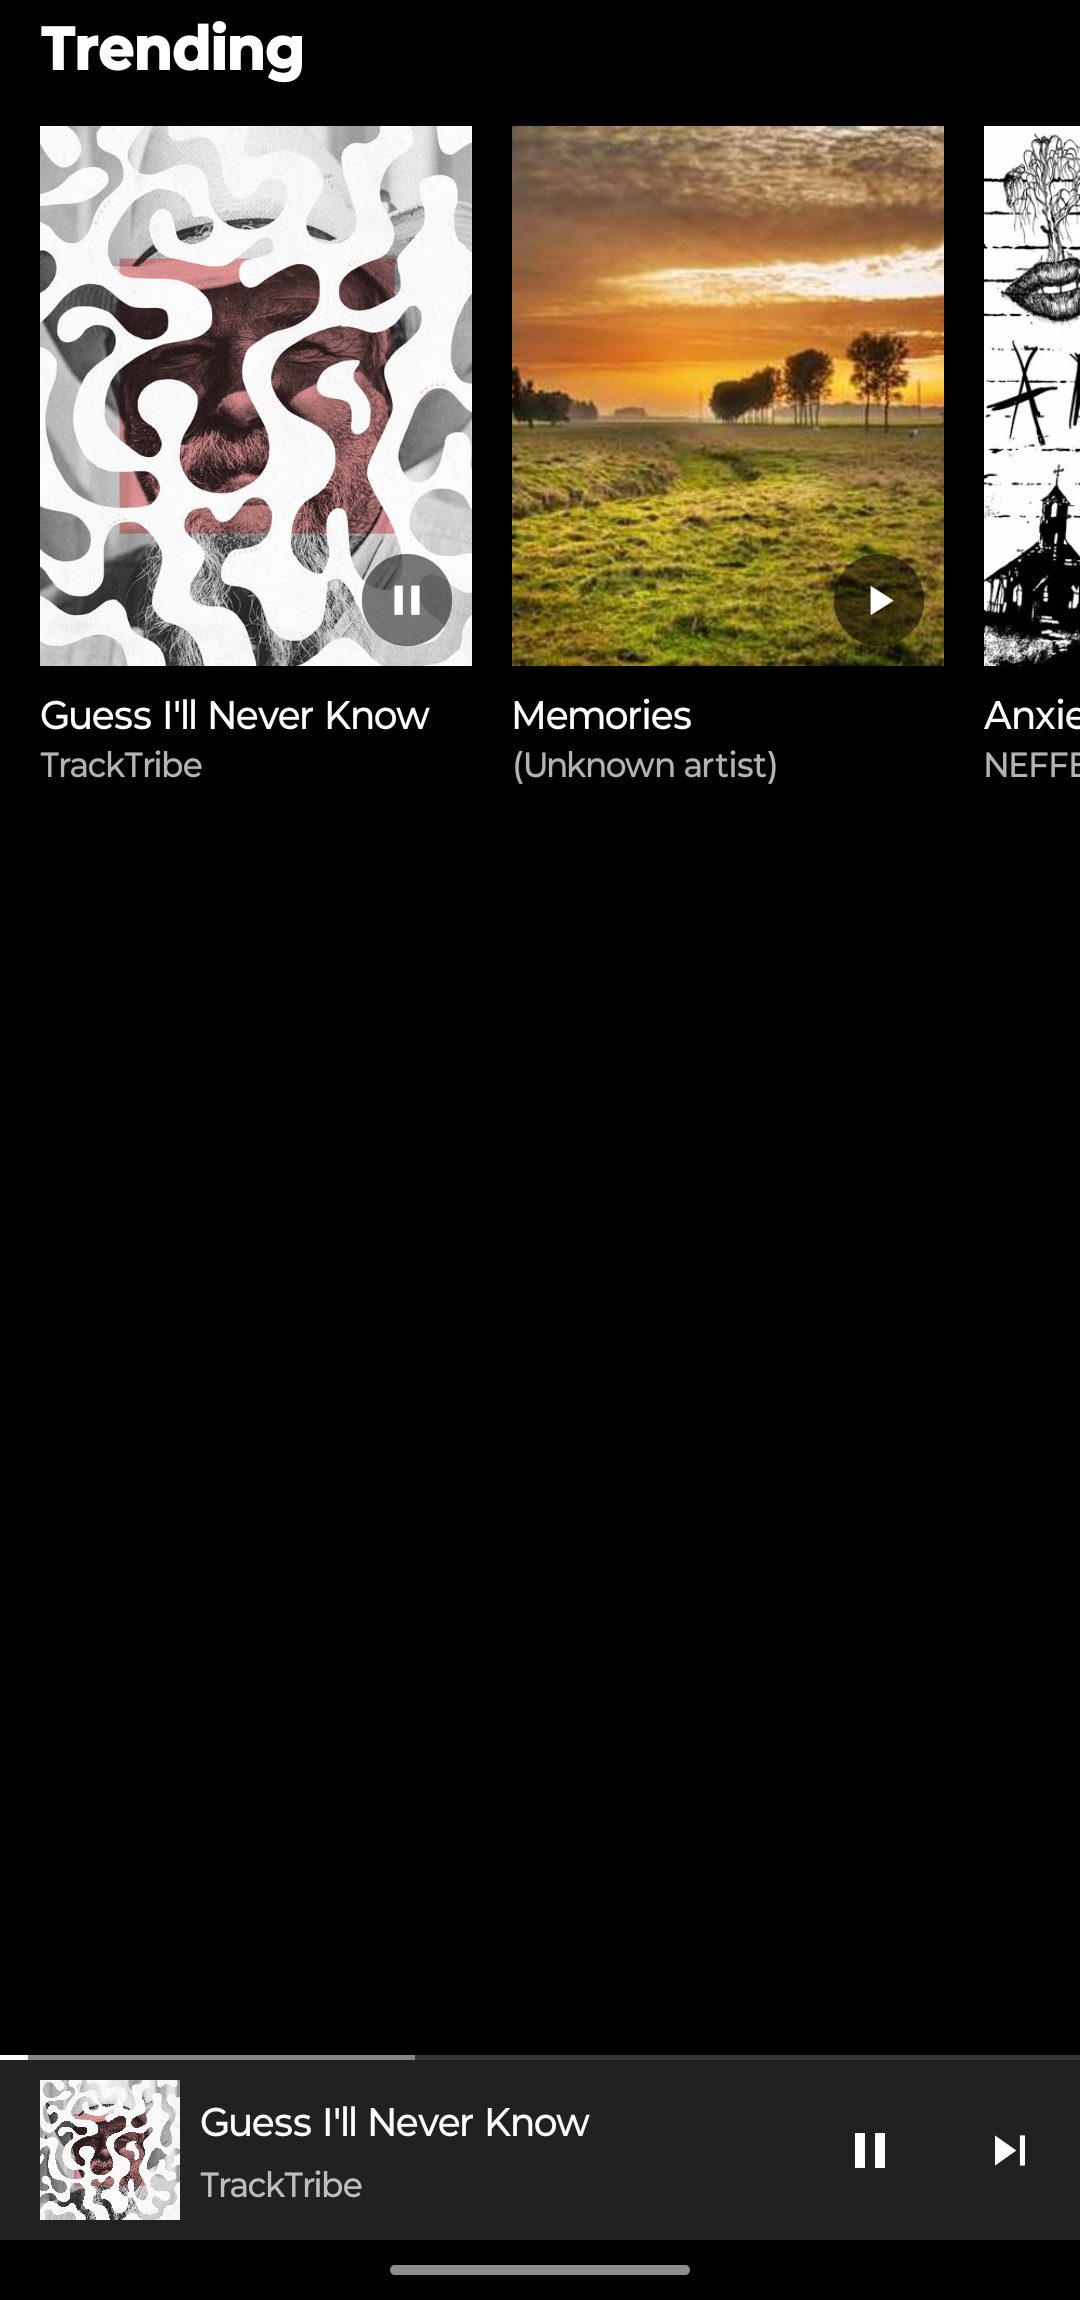 Trending
Guess I'll Never Know
TrackTribe
Memories
(Unknown artist)
Anxie
NEFFE
Guess I'll Never Know
TrackTribe